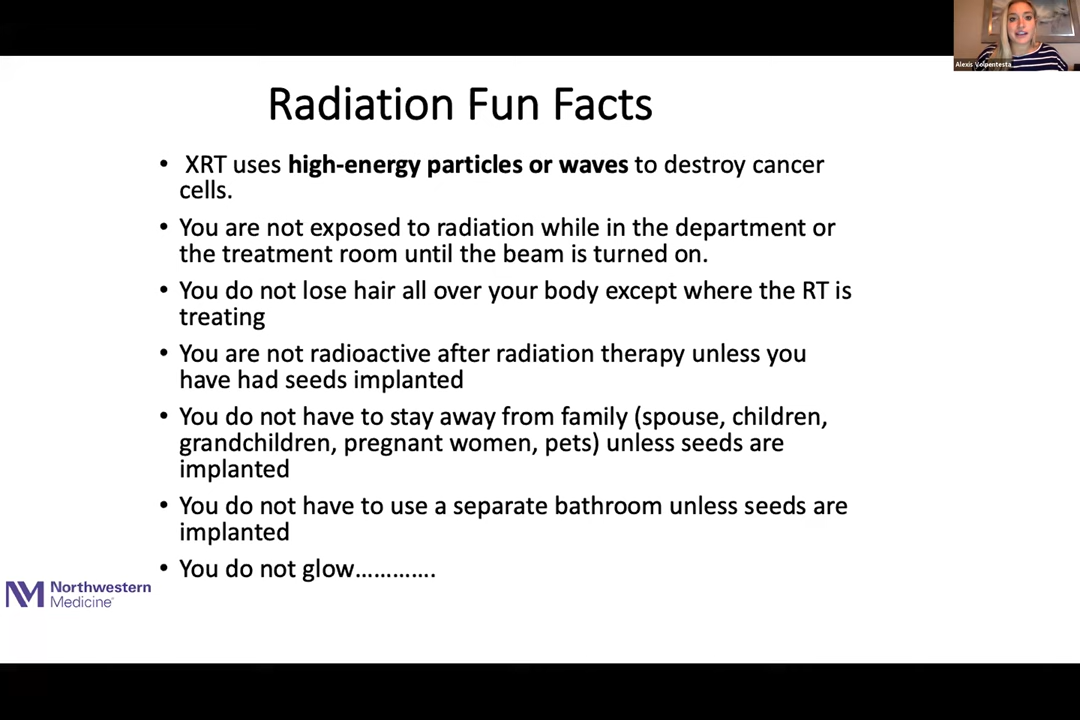 Alexis Volpentesta
Radiation Fun Facts
• XRT uses high-energy particles or waves to destroy cancer
cells.
• You are not exposed to radiation while in the department or
the treatment room until the beam is turned on.
• You do not lose hair all over your body except where the RT is
treating
• You are not radioactive after radiation therapy unless you
have had seeds implanted
• You do not have to stay away from family (spouse, children,
grandchildren, pregnant women, pets) unless seeds are
implanted
• You do not have to use a separate bathroom unless seeds are
implanted
• You do not glow………….
NM Northwestern
Medicine